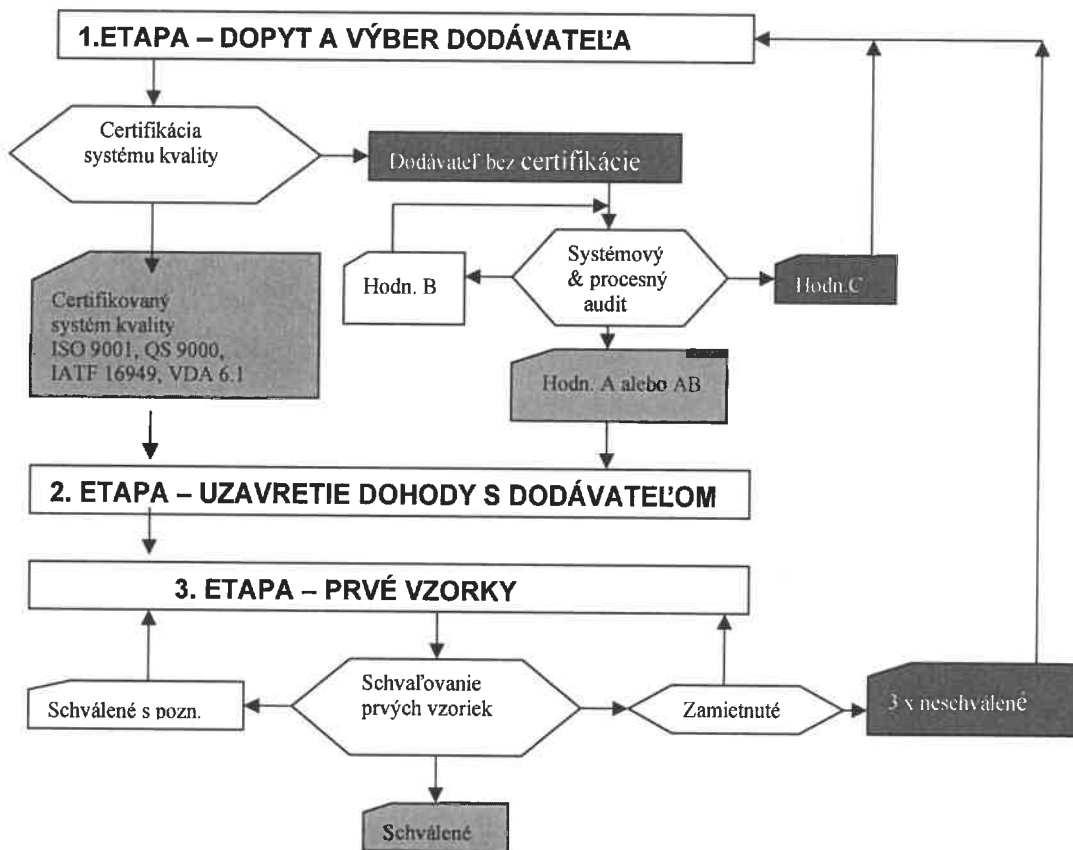 1.ETAPA – DOPYT A VÝBER DODÁVATEĽA
Certifikácia
systému kvality
Dodávateľ bez certifikácie
Systémový
& procesný
audit
Hodn. B
Hodn.C
Certifikovaný
systém kvality
ISO 9001, QS 9000,
IATF 16949, VDA 6.1
Hodn. A alebo AB
2. ETAPA – UZAVRETIE DOHODY S DODÁVATEĽOM
3. ETAPA – PRVÉ VZORKY
Schválené s pozn.
Schvaľovanie
prvých vzoriek
Zamietnuté
3 x neschválené
Schválené